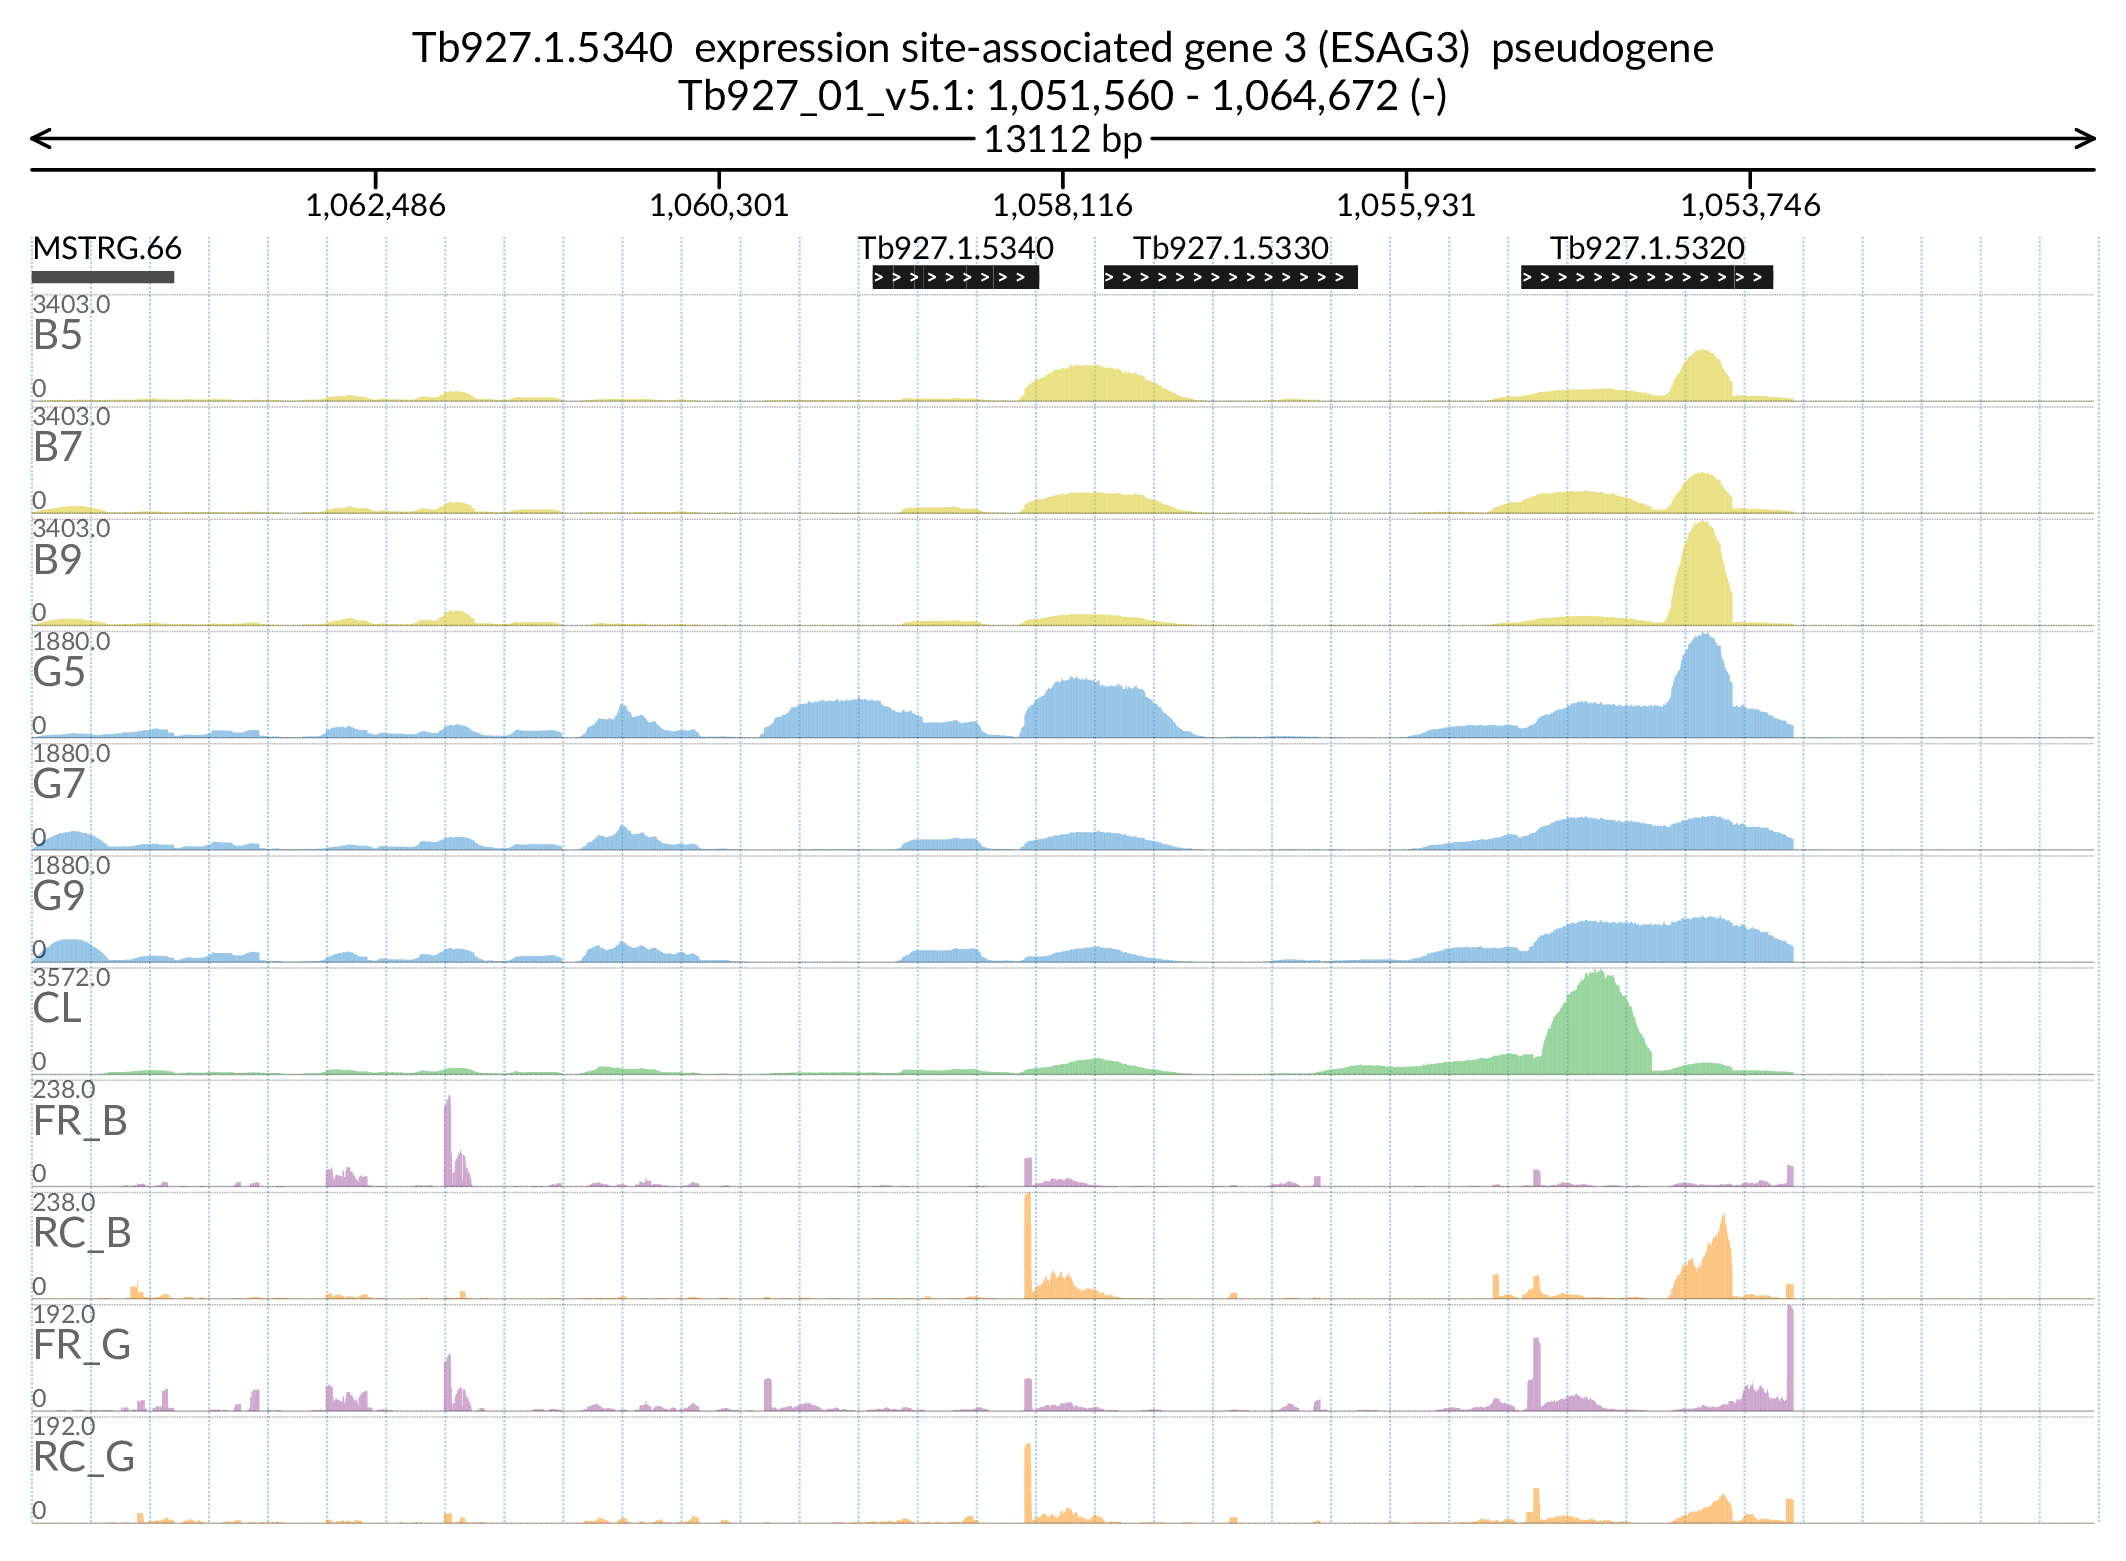 Tb927.1.5340  expression site-associated gene 3 (ESAG3)  pseudogene
Tb927_01_v5.1: 1,051,560 - 1,064,672 (-)
13112 bp
1,062,486 1,060,301 1,058,116 1,055,931 1,053,746
MSTRG.66 Tb927.1.5340 Tb927.1.5330 Tb927.1.5320
3403.0
B5
0
3403.0
B7
0
3403.0
B9
0
1880.0
G5
0
1880.0
G7
0
1880.0
G9
0
3572.0
CL
0
238.0
FR_B
0
238.0
RC_B
0
192.0
FR_G
0
192.0
RC_G
0